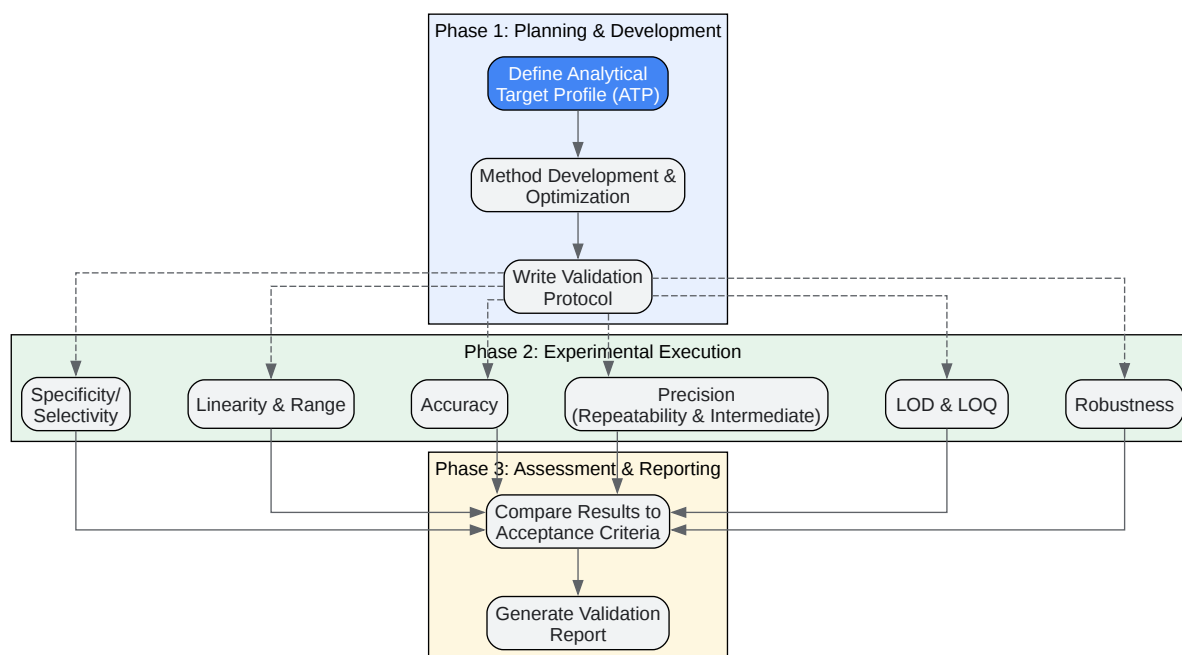 Phase 1: Planning & Development
Define Analytical
Target Profile (ATP)
Method Development &
Optimization
Write Validation
Protocol
Phase 2: Experimental Execution
Specificity/
Selectivity
Linearity & Range
Accuracy
Precision
(Repeatability & Intermediate)
LOD & LOQ
Robustness
Phase 3: Assessment & Reporting
Compare Results to
Acceptance Criteria
Generate Validation
Report